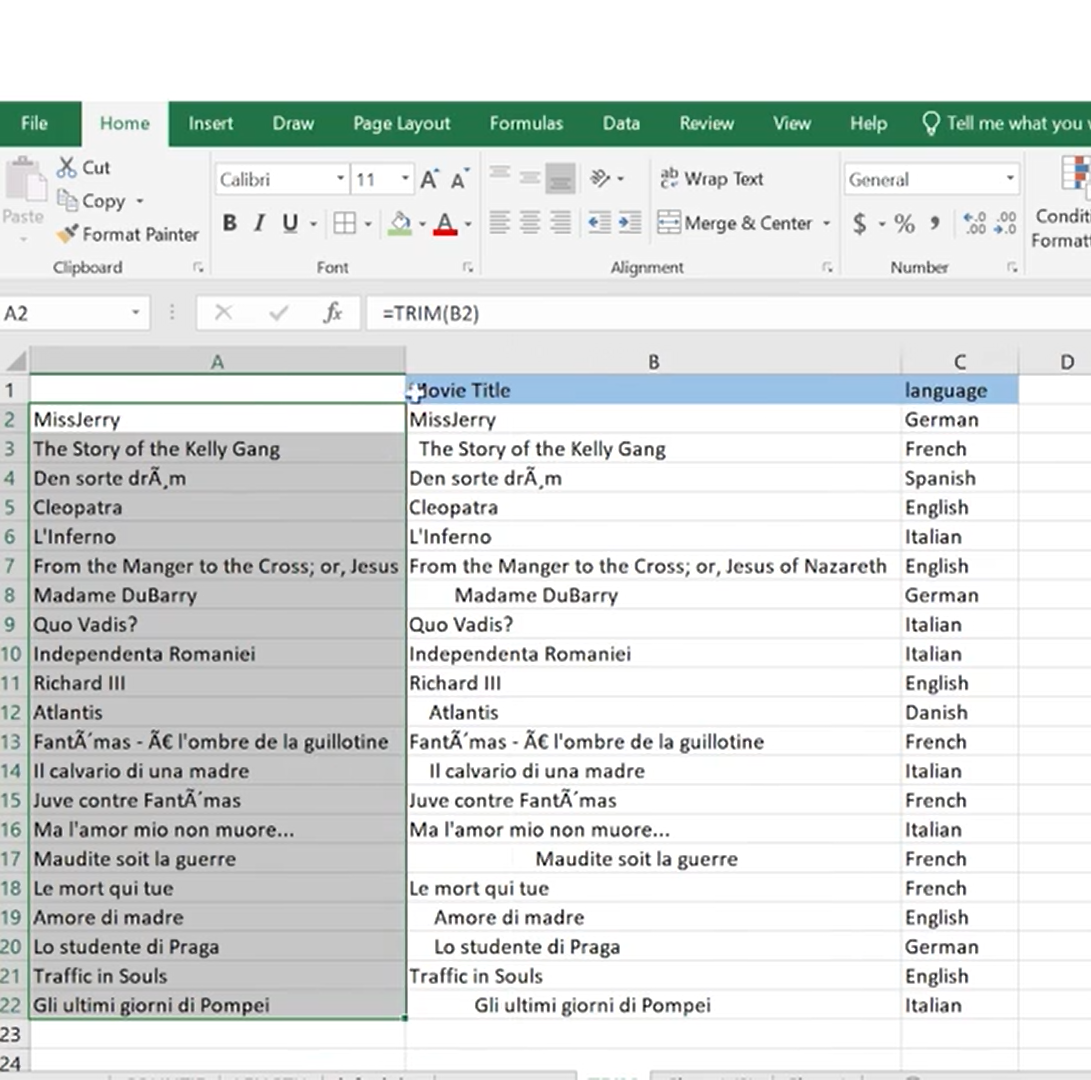 File Home Insert Draw Page Layout Formulas Data Review View Help Tell me what you
Paste
Cut
Copy
Format Painter
Clipboard
Calibri 11 A A
B I U A
Font
ab Wrap Text
Merge & Center
Alignment
General
$ % , .00 .00
Number
Condit
Format
A2 fx =TRIM(B2)
A B C D
1 Movie Title language
2 MissJerry MissJerry German
3 The Story of the Kelly Gang The Story of the Kelly Gang French
4 Den sorte drÃ¸m Den sorte drÃ¸m Spanish
5 Cleopatra Cleopatra English
6 L'Inferno L'Inferno Italian
7 From the Manger to the Cross; or, Jesus From the Manger to the Cross; or, Jesus of Nazareth English
8 Madame DuBarry Madame DuBarry German
9 Quo Vadis? Quo Vadis? Italian
10 Independenta Romaniei Independenta Romaniei Italian
11 Richard III Richard III English
12 Atlantis Atlantis Danish
13 FantÃ´mas - Ã€ l'ombre de la guillotine FantÃ´mas - Ã€ l'ombre de la guillotine French
14 Il calvario di una madre Il calvario di una madre Italian
15 Juve contre FantÃ´mas Juve contre FantÃ´mas French
16 Ma l'amor mio non muore... Ma l'amor mio non muore... Italian
17 Maudite soit la guerre Maudite soit la guerre French
18 Le mort qui tue Le mort qui tue French
19 Amore di madre Amore di madre English
20 Lo studente di Praga Lo studente di Praga German
21 Traffic in Souls Traffic in Souls English
22 Gli ultimi giorni di Pompei Gli ultimi giorni di Pompei Italian
23
24